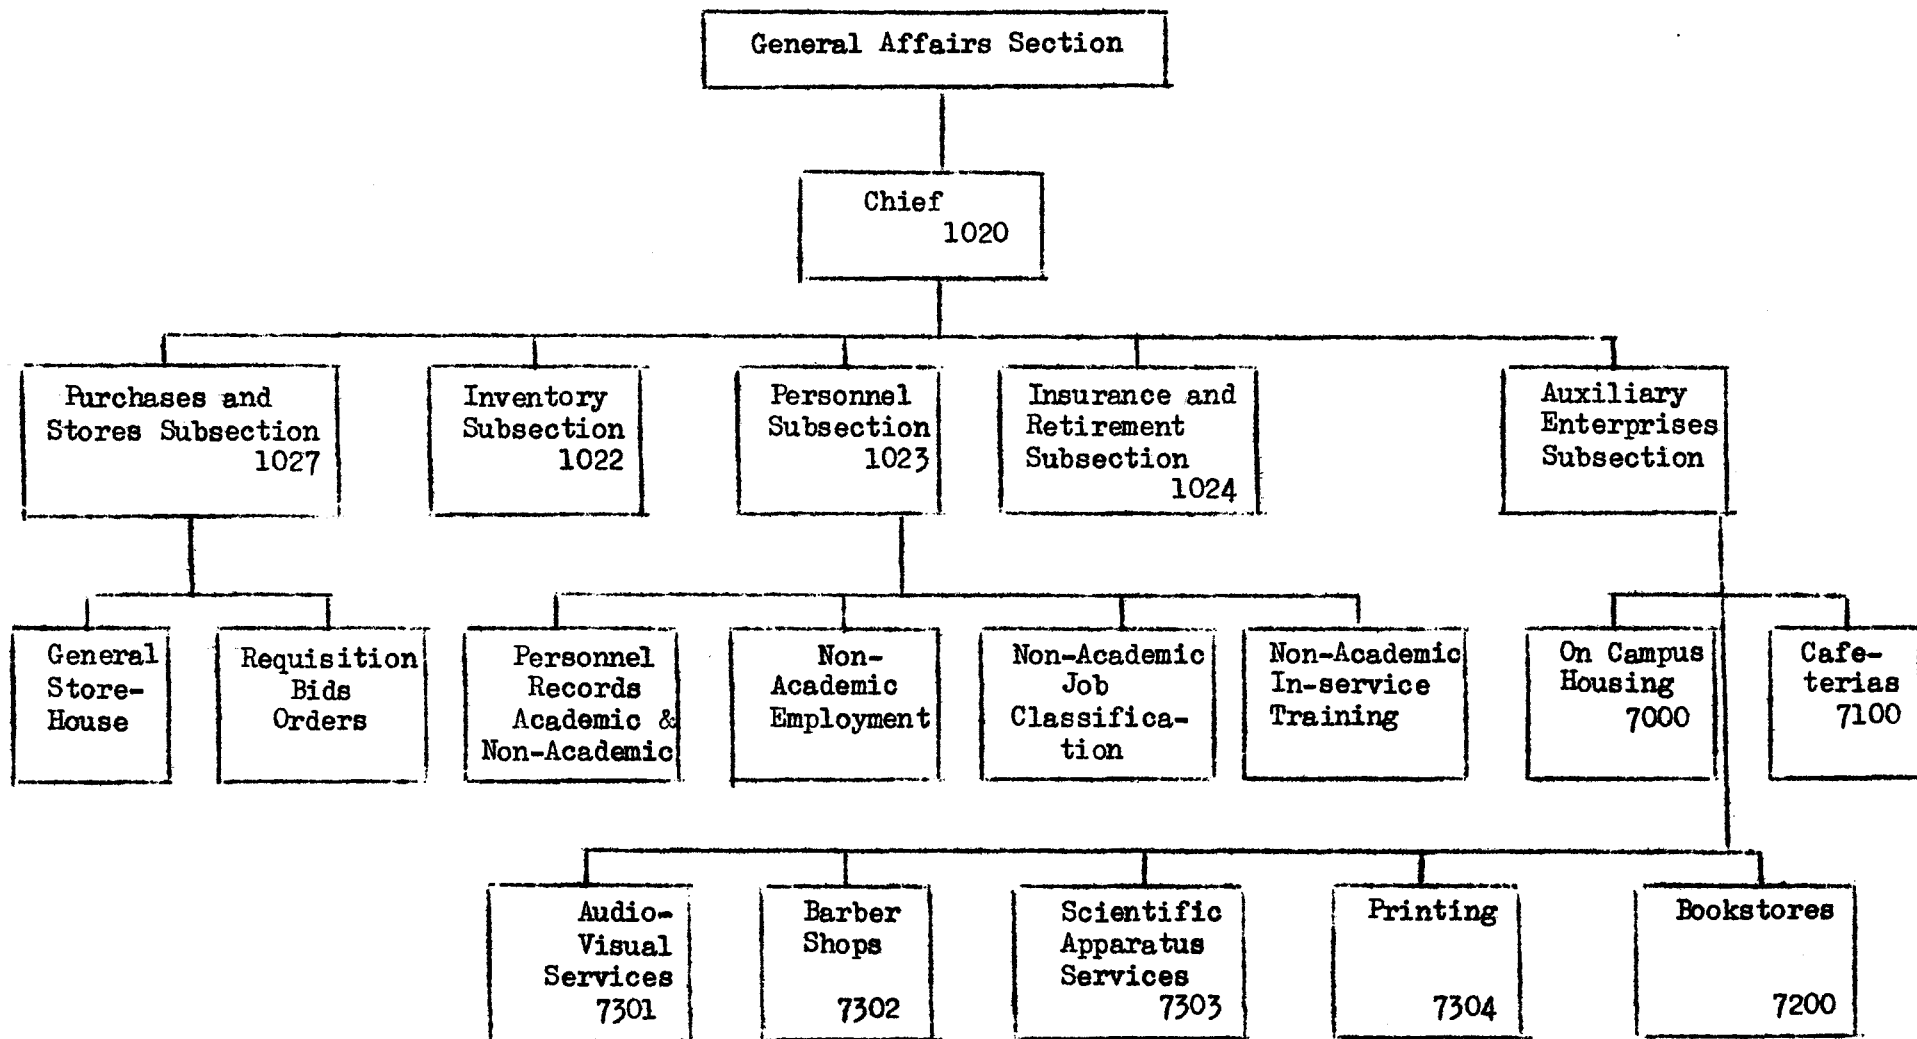 General Affairs Section
Chief
1020
Purchases and
Stores Subsection
1027
Inventory
Subsection
1022
Personnel
Subsection
1023
Insurance and
Retirement
Subsection
1024
Auxiliary
Enterprises
Subsection
General
Store-
House
Requisition
Bids
Orders
Personnel
Records
Academic &
Non-Academic
Non-
Academic
Employment
Non-Academic
Job
Classifica-
tion
Non-Academic
In-service
Training
On Campus
Housing
7000
Cafe-
terias
7100
Audio-
Visual
Services
7301
Barber
Shops
7302
Scientific
Apparatus
Services
7303
Printing
7304
Bookstores
7200